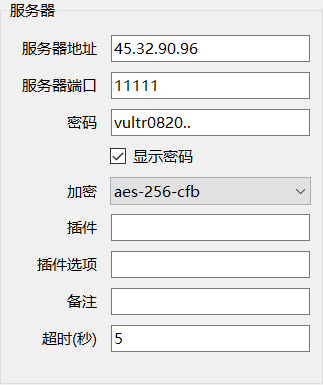 服务器
服务器地址 45.32.90.96
服务器端口 11111
密码 vultr0820..
显示密码
加密 aes-256-cfb
插件
插件选项
备注
超时(秒) 5